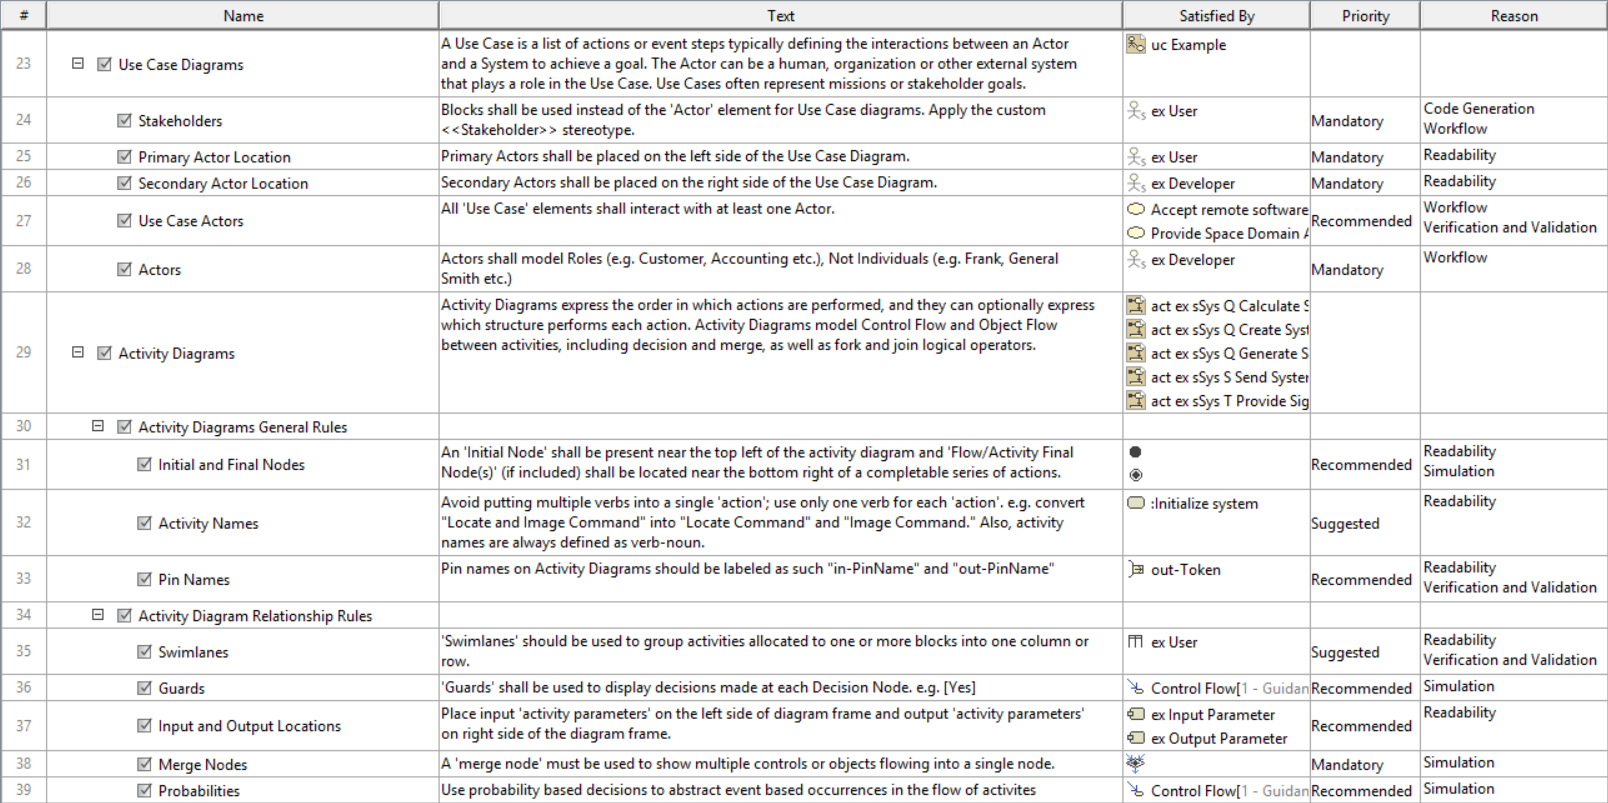 # Name Text Satisfied By Priority Reason
23 Use Case Diagrams
A Use Case is a list of actions or event steps typically defining the interactions between an Actor
and a System to achieve a goal. The Actor can be a human, organization or other external system
that plays a role in the Use Case. Use Cases often represent missions or stakeholder goals.
uc Example
24 Stakeholders
Blocks shall be used instead of the 'Actor' element for Use Case diagrams. Apply the custom
<<Stakeholder>> stereotype.
ex User
Mandatory
Code Generation
Workflow
25 Primary Actor Location
Primary Actors shall be placed on the left side of the Use Case Diagram.
ex User
Mandatory
Readability
26 Secondary Actor Location
Secondary Actors shall be placed on the right side of the Use Case Diagram.
ex Developer
Mandatory
Readability
27 Use Case Actors
All 'Use Case' elements shall interact with at least one Actor.
Accept remote software
Provide Space Domain A
Recommended
Workflow
Verification and Validation
28 Actors
Actors shall model Roles (e.g. Customer, Accounting etc.), Not Individuals (e.g. Frank, General
Smith etc.)
ex Developer
Mandatory
Workflow
29 Activity Diagrams
Activity Diagrams express the order in which actions are performed, and they can optionally express
which structure performs each action. Activity Diagrams model Control Flow and Object Flow
between activities, including decision and merge, as well as fork and join logical operators.
act ex sSys Q Calculate S
act ex sSys Q Create Syst
act ex sSys Q Generate S
act ex sSys S Send Syster
act ex sSys T Provide Sig
30 Activity Diagrams General Rules
31 Initial and Final Nodes
An 'Initial Node' shall be present near the top left of the activity diagram and 'Flow/Activity Final
Node(s)' (if included) shall be located near the bottom right of a completable series of actions.
Recommended
Readability
Simulation
32 Activity Names
Avoid putting multiple verbs into a single 'action'; use only one verb for each 'action'. e.g. convert
"Locate and Image Command" into "Locate Command" and "Image Command." Also, activity
names are always defined as verb-noun.
:Initialize system
Suggested
Readability
33 Pin Names
Pin names on Activity Diagrams should be labeled as such "in-PinName" and "out-PinName"
out-Token
Recommended
Readability
Verification and Validation
34 Activity Diagram Relationship Rules
35 Swimlanes
'Swimlanes' should be used to group activities allocated to one or more blocks into one column or
row.
ex User
Suggested
Readability
Verification and Validation
36 Guards
'Guards' shall be used to display decisions made at each Decision Node. e.g. [Yes]
Control Flow[1 - Guidan
Recommended
Simulation
37 Input and Output Locations
Place input 'activity parameters' on the left side of diagram frame and output 'activity parameters'
on right side of the diagram frame.
ex Input Parameter
ex Output Parameter
Recommended
Readability
38 Merge Nodes
A 'merge node' must be used to show multiple controls or objects flowing into a single node.
Mandatory
Simulation
39 Probabilities
Use probability based decisions to abstract event based occurrences in the flow of activites
Control Flow[1 - Guidan
Recommended
Simulation